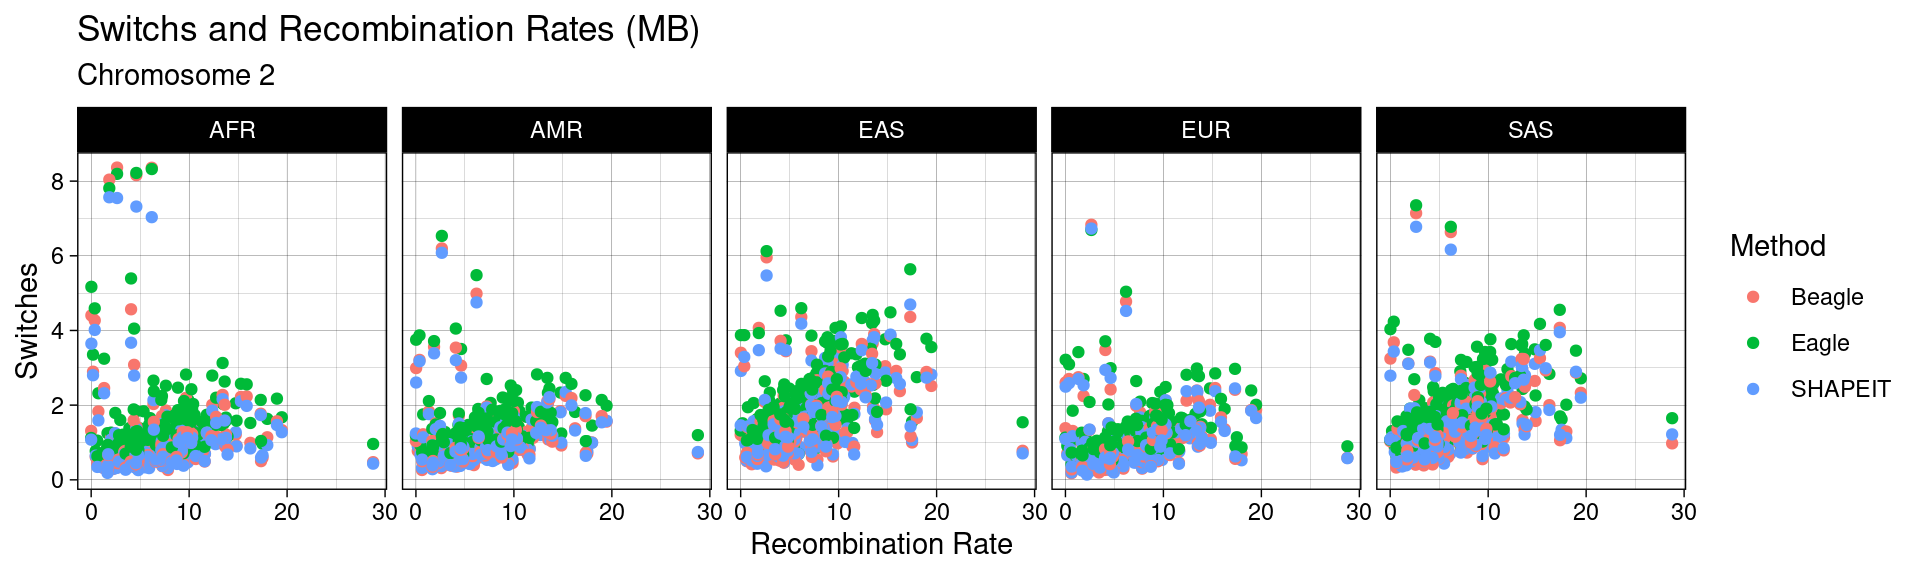 Switchs and Recombination Rates (MB)
Chromosome 2
AFR AMR EAS EUR SAS
8
6
4
2
0
Switches
0 10 20 30 0 10 20 30 0 10 20 30 0 10 20 30 0 10 20 30
Recombination Rate
Method
Beagle
Eagle
SHAPEIT